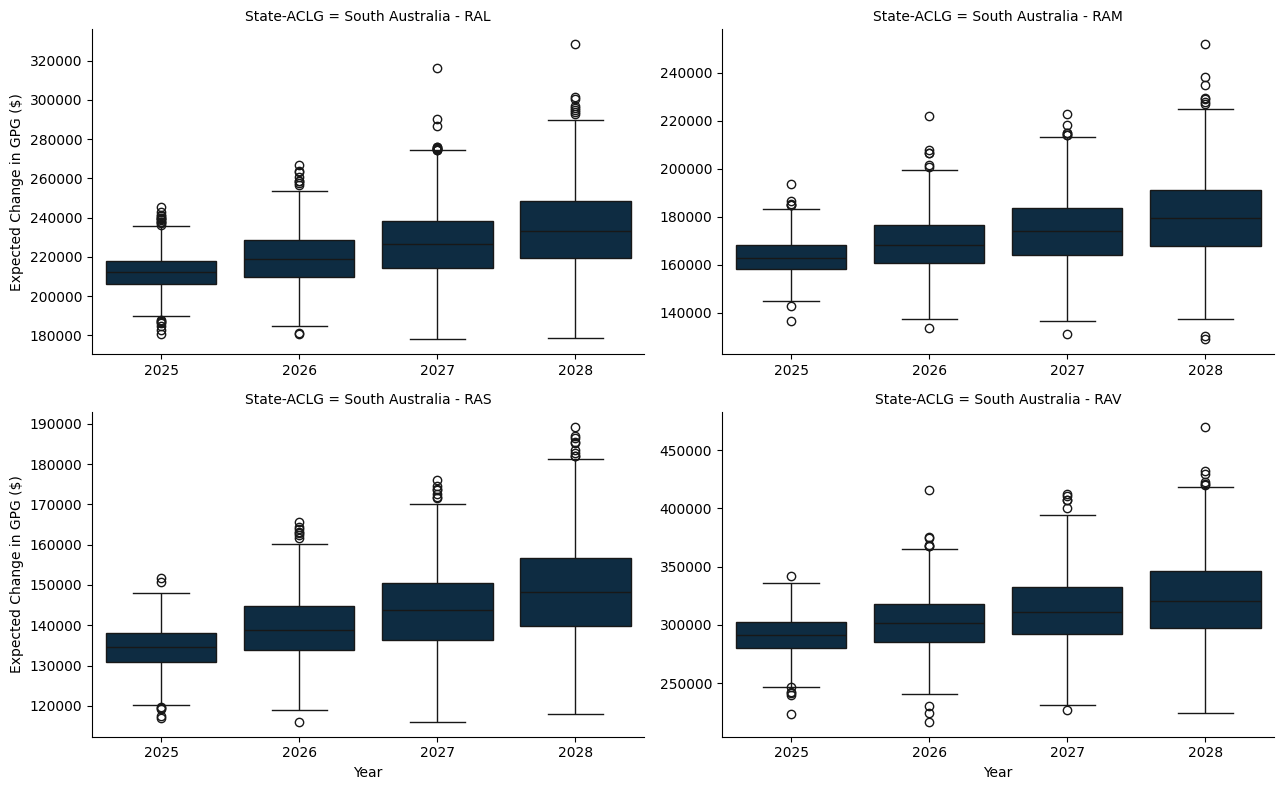 State-ACLG = South Australia - RAL
Expected Change in GPG ($)
320000
300000
280000
260000
240000
220000
200000
180000
2025 2026 2027 2028
State-ACLG = South Australia - RAM
240000
220000
200000
180000
160000
140000
2025 2026 2027 2028
State-ACLG = South Australia - RAS
Expected Change in GPG ($)
190000
180000
170000
160000
150000
140000
130000
120000
2025 2026 2027 2028
Year
State-ACLG = South Australia - RAV
450000
400000
350000
300000
250000
2025 2026 2027 2028
Year